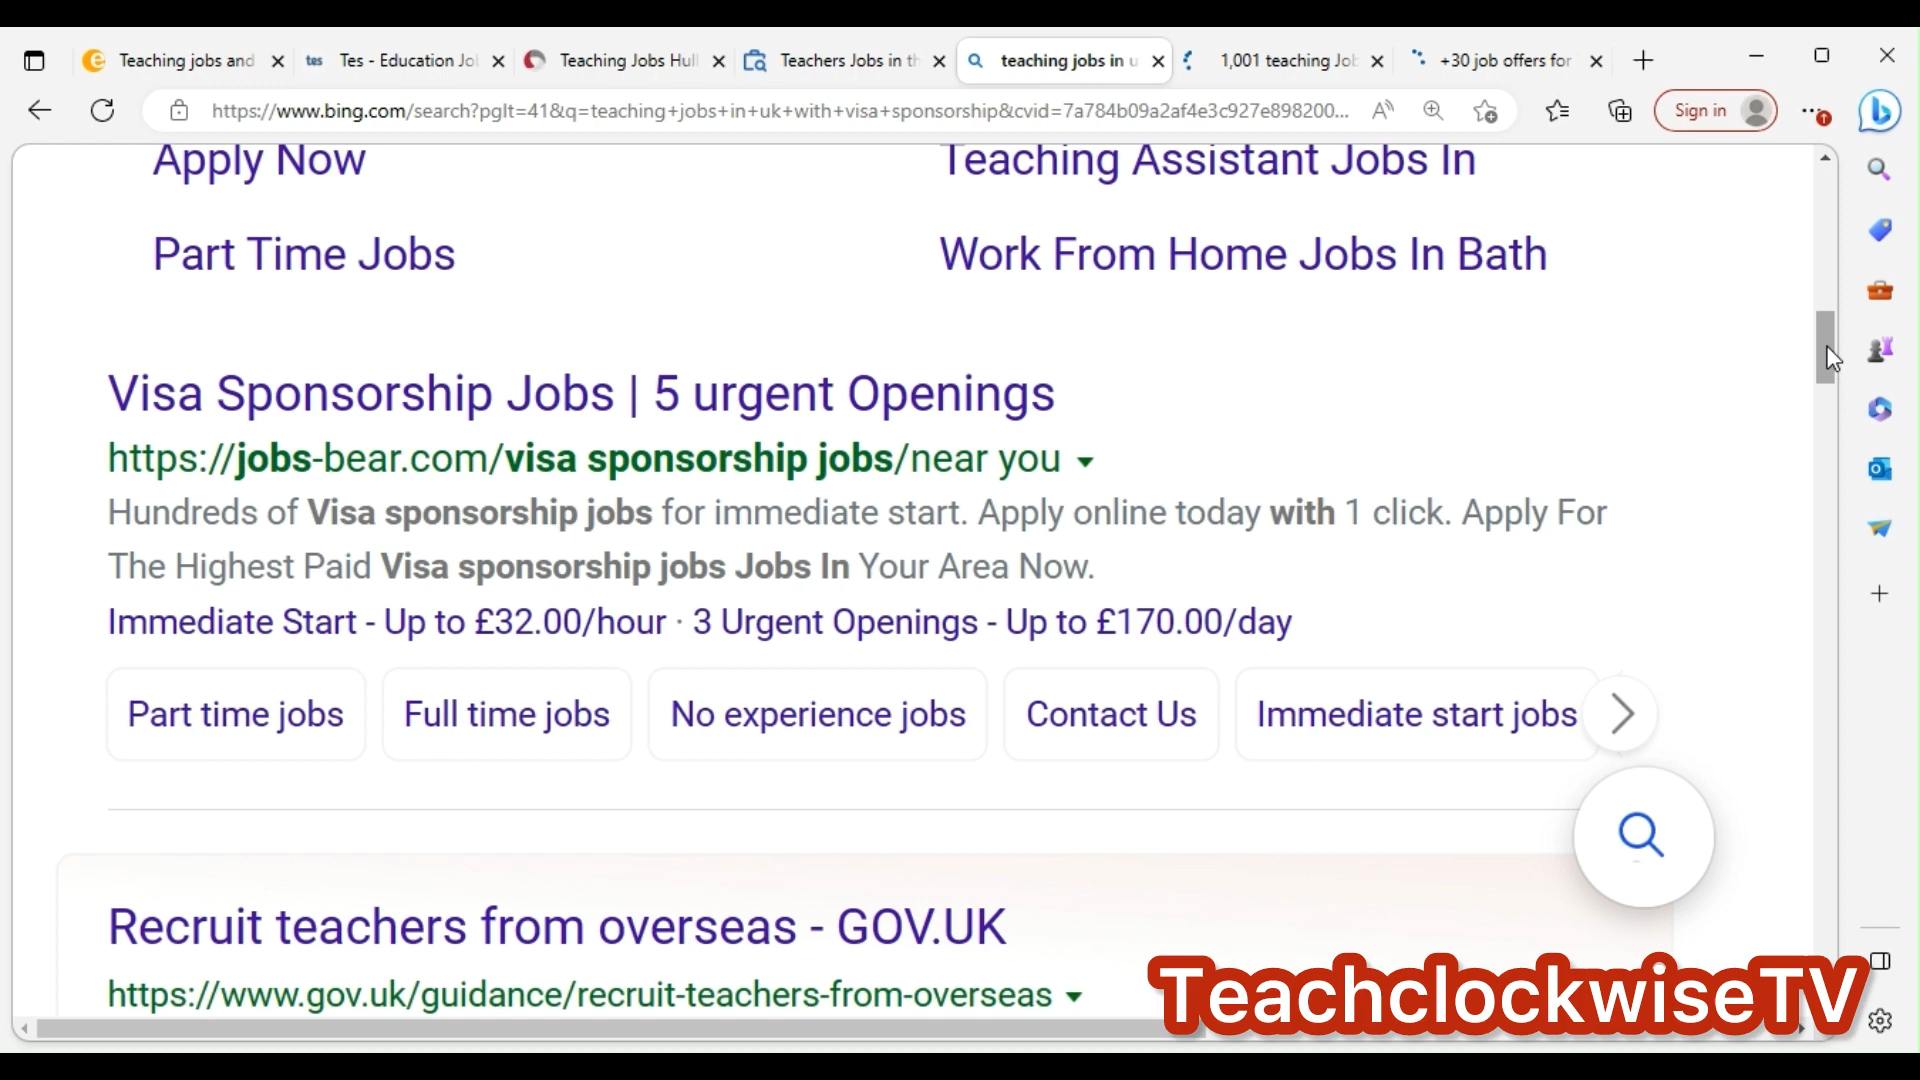 Teaching jobs and
tes Tes - Education Jol
Teaching Jobs Hull
Teachers Jobs in th
teaching jobs in u
1,001 teaching Job
+30 job offers for
https://www.bing.com/search?pglt=41&q=teaching+jobs+in+uk+with+visa+sponsorship&cvid=7a784b09a2af4e3c927e898200...
Sign in
Apply Now
Teaching Assistant Jobs In
Part Time Jobs
Work From Home Jobs In Bath
Visa Sponsorship Jobs | 5 urgent Openings
https://jobs-bear.com/visa sponsorship jobs/near you
Hundreds of Visa sponsorship jobs for immediate start. Apply online today with 1 click. Apply For
The Highest Paid Visa sponsorship jobs Jobs In Your Area Now.
Immediate Start - Up to £32.00/hour · 3 Urgent Openings - Up to £170.00/day
Part time jobs
Full time jobs
No experience jobs
Contact Us
Immediate start jobs
Recruit teachers from overseas - GOV.UK
https://www.gov.uk/guidance/recruit-teachers-from-overseas
TeachclockwiseTV